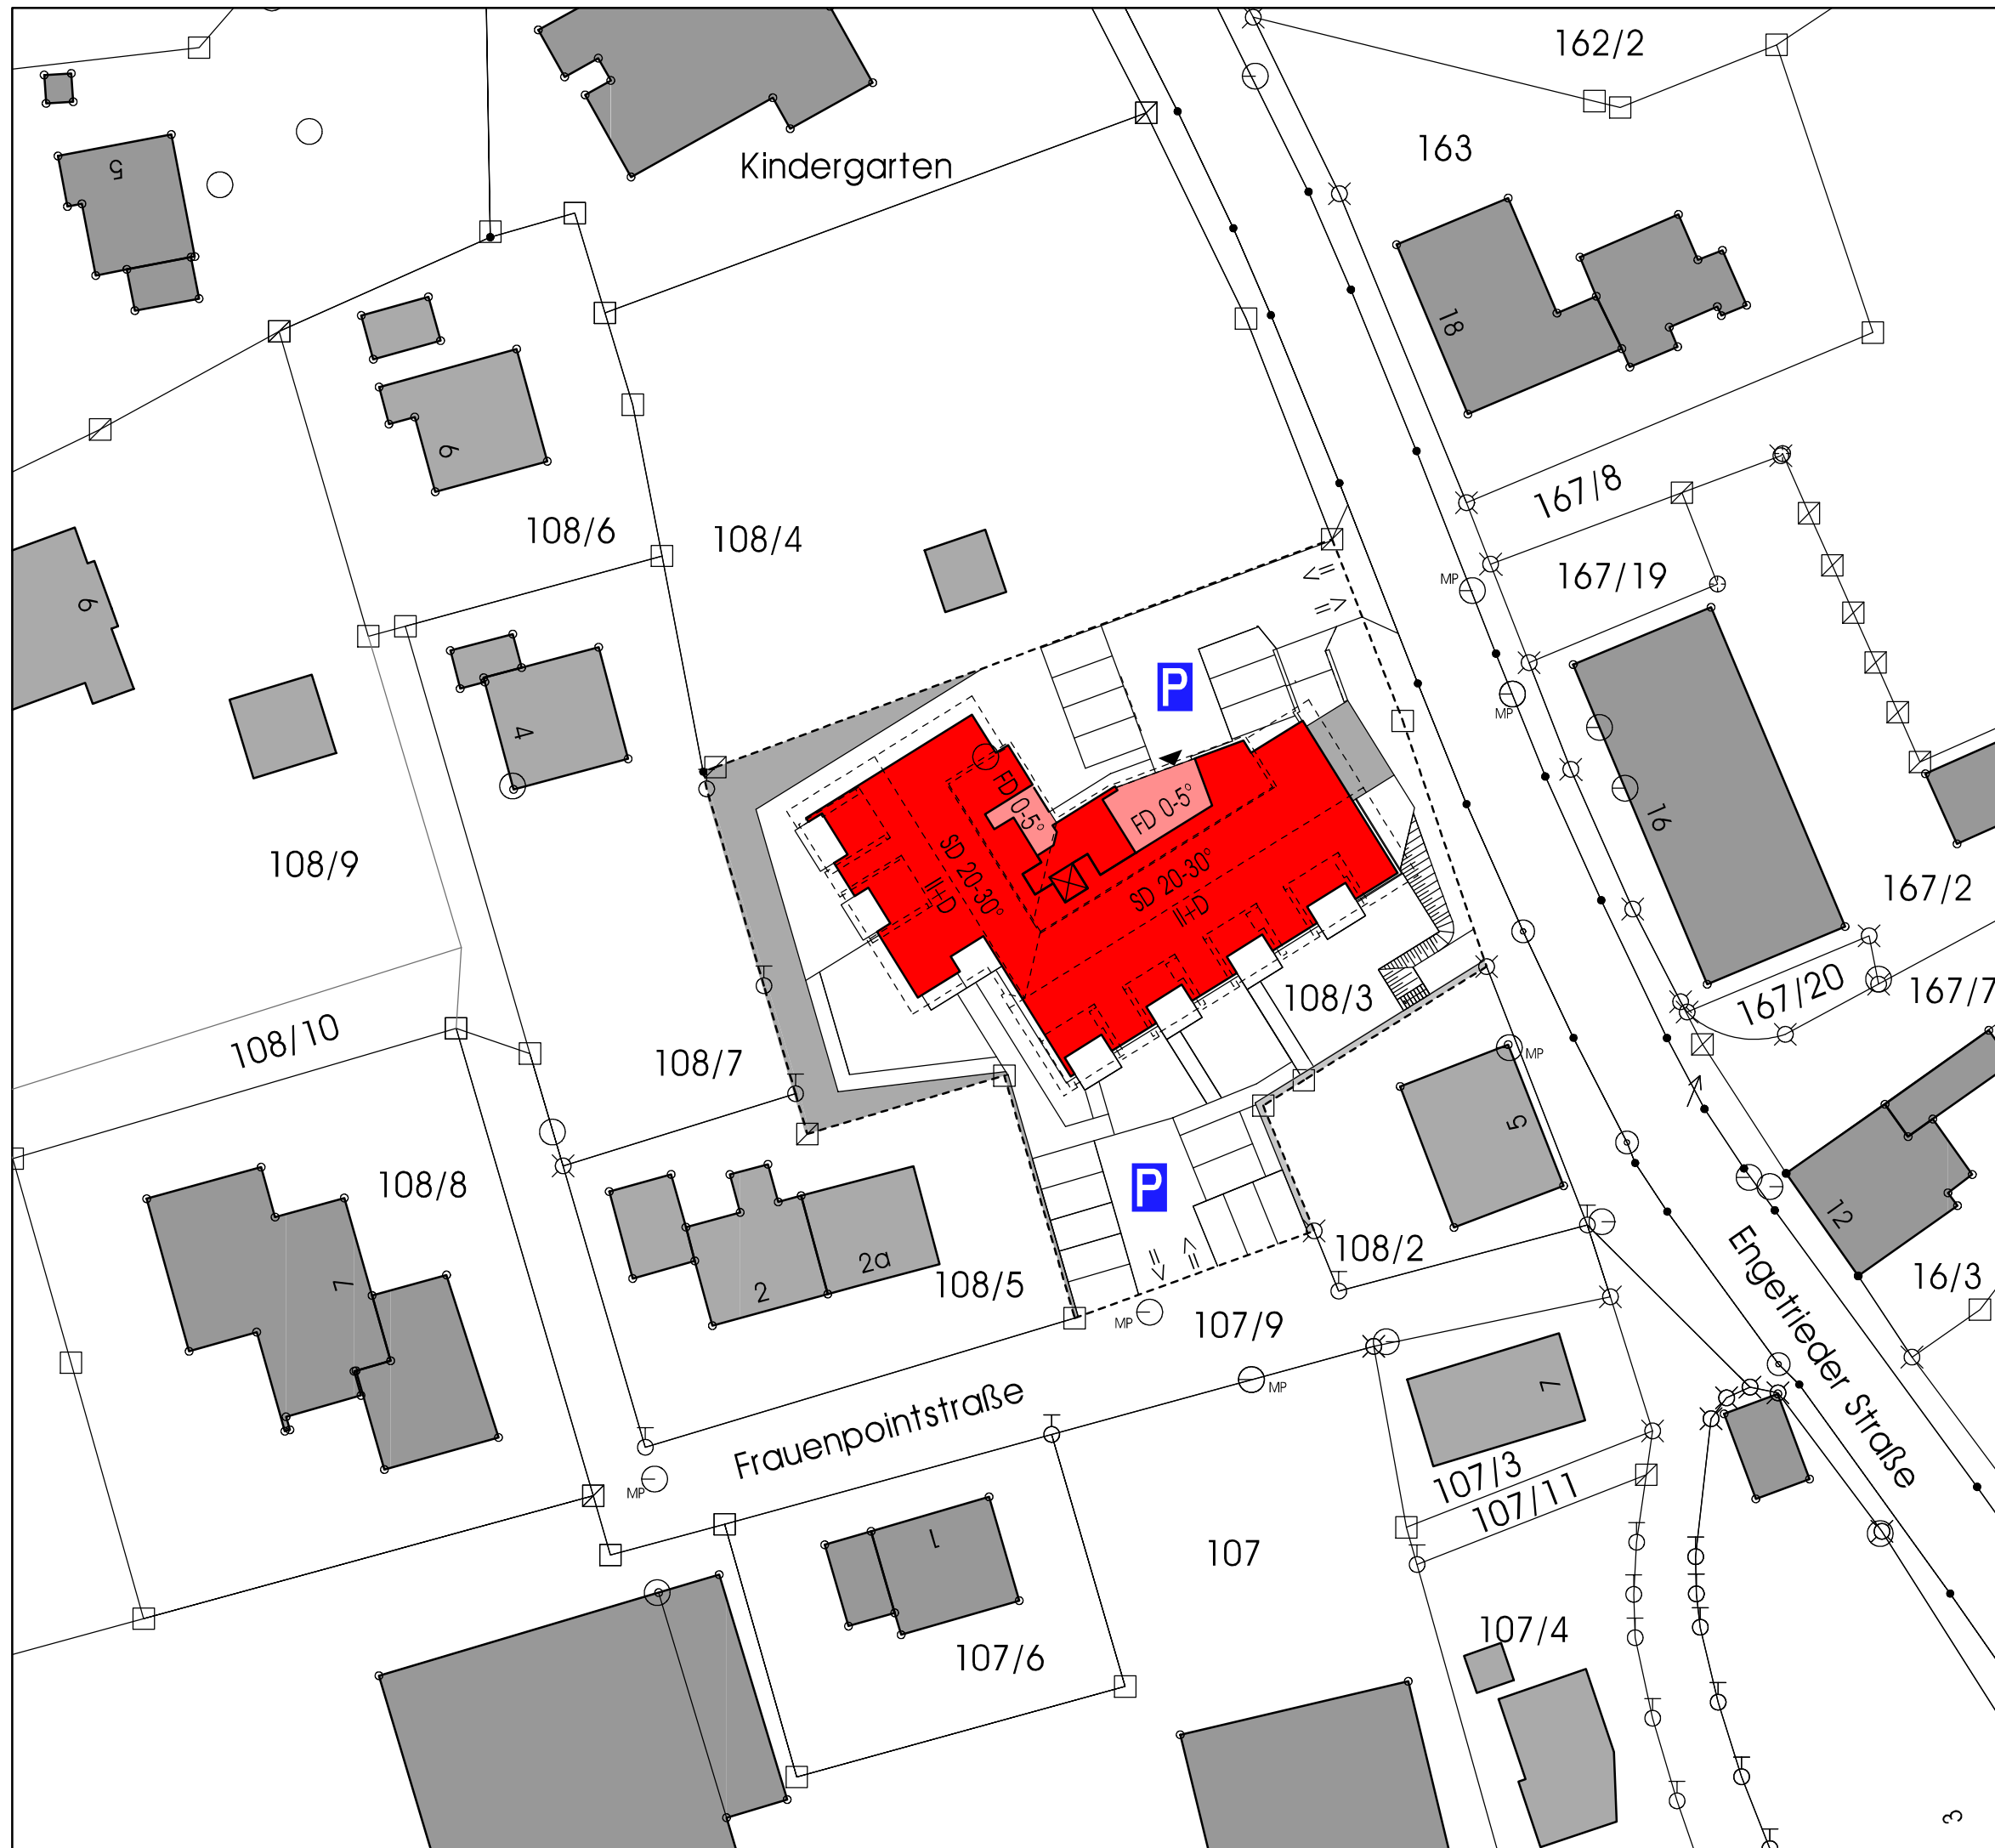 162/2
163
5
Kindergarten
18
6
108/6
108/4
167/8
167/19
MP
MP
6
4
P
16
108/9
FD 0-5°
FD 0-5°
SD 20-30°
II+D
SD 20-30°
II+D
167/2
108/3
167/20
167/7
108/10
108/7
MP
5
108/8
P
12
7
2
2a
108/5
108/2
16/3
MP
107/9
Engetrieder Straße
MP
7
Frauenpointstraße
107/3
107/11
MP
1
107
107/6
107/4
3